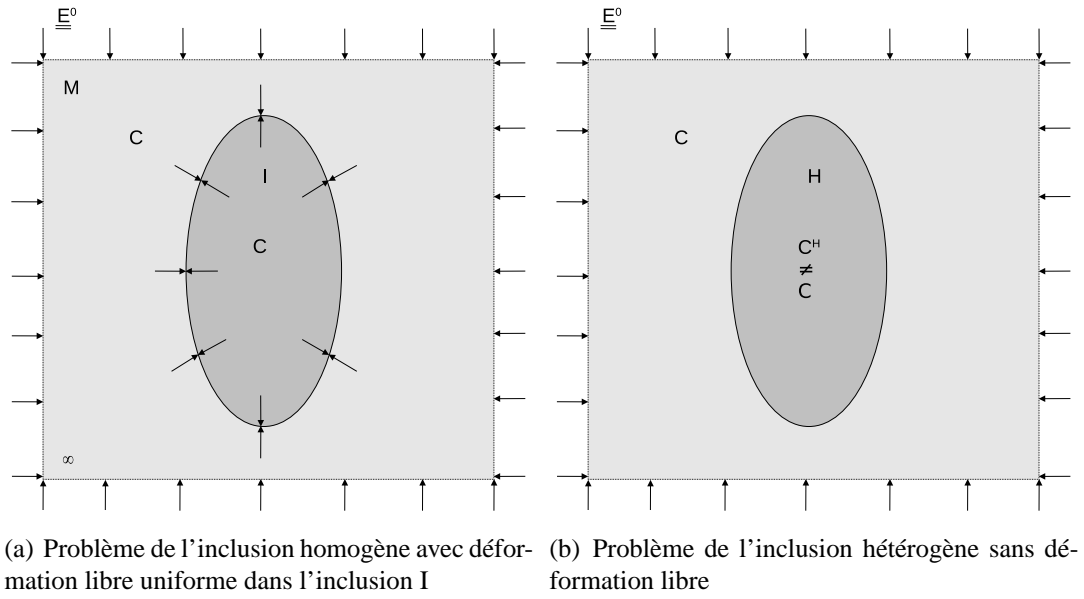 E⁰
M
C
I
C
∞
E⁰
C
H
Cᴴ
≠
C
(a) Problème de l'inclusion homogène avec défor-
mation libre uniforme dans l'inclusion I
(b) Problème de l'inclusion hétérogène sans dé-
formation libre